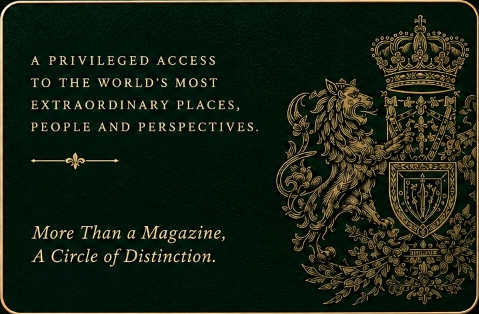 A PRIVILEGED ACCESS
TO THE WORLD'S MOST
EXTRAORDINARY PLACES,
PEOPLE AND PERSPECTIVES.
More Than a Magazine,
A Circle of Distinction.